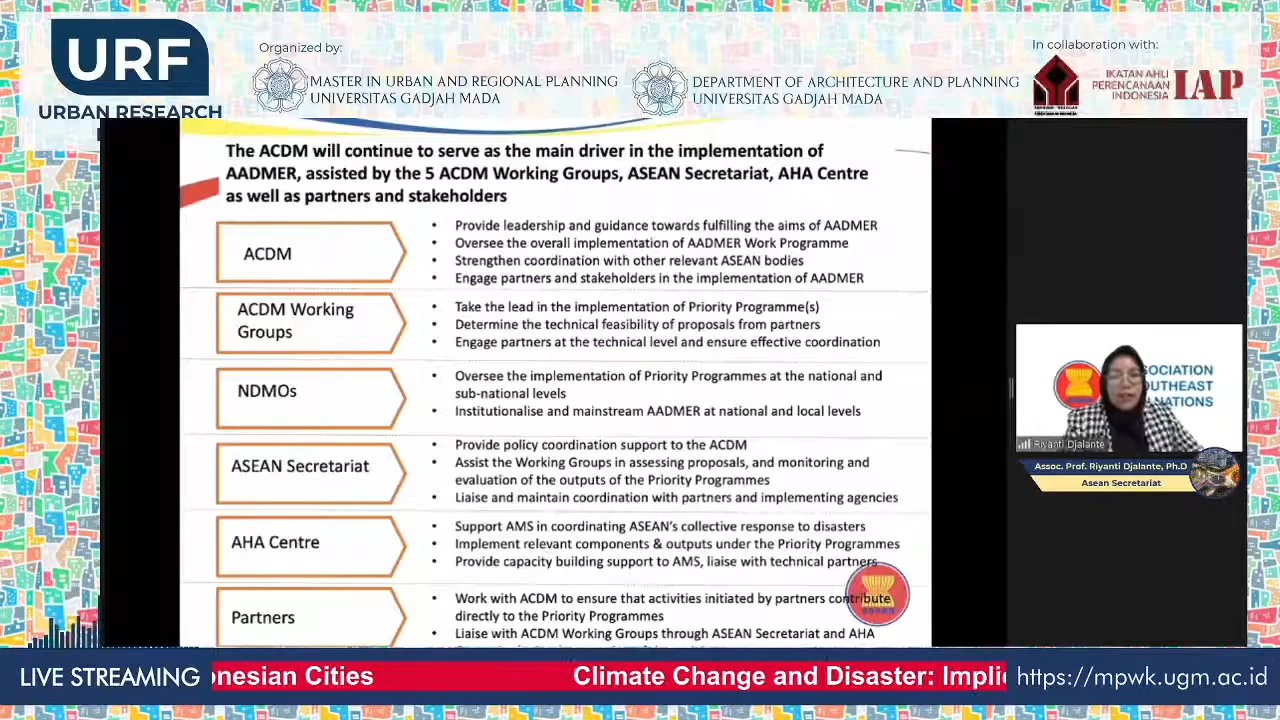 URF
URBAN RESEARCH
Organized by:
MASTER IN URBAN AND REGIONAL PLANNING
UNIVERSITAS GADJAH MADA
DEPARTMENT OF ARCHITECTURE AND PLANNING
UNIVERSITAS GADJAH MADA
In collaboration with:
IKATAN AHLI
PERENCANAAN
INDONESIA
IAP
The ACDM will continue to serve as the main driver in the implementation of
AADMER, assisted by the 5 ACDM Working Groups, ASEAN Secretariat, AHA Centre
as well as partners and stakeholders
ACDM
• Provide leadership and guidance towards fulfilling the aims of AADMER
• Oversee the overall implementation of AADMER Work Programme
• Strengthen coordination with other relevant ASEAN bodies
• Engage partners and stakeholders in the implementation of AADMER
ACDM Working
Groups
• Take the lead in the implementation of Priority Programme(s)
• Determine the technical feasibility of proposals from partners
• Engage partners at the technical level and ensure effective coordination
NDMOs
• Oversee the implementation of Priority Programmes at the national and
sub-national levels
• Institutionalise and mainstream AADMER at national and local levels
ASEAN Secretariat
• Provide policy coordination support to the ACDM
• Assist the Working Groups in assessing proposals, and monitoring and
evaluation of the outputs of the Priority Programmes
• Liaise and maintain coordination with partners and implementing agencies
AHA Centre
• Support AMS in coordinating ASEAN's collective response to disasters
• Implement relevant components & outputs under the Priority Programmes
• Provide capacity building support to AMS, liaise with technical partners
Partners
• Work with ACDM to ensure that activities initiated by partners contribute
directly to the Priority Programmes
• Liaise with ACDM Working Groups through ASEAN Secretariat and AHA
SOCIATION
OUTHEAST
NATIONS
Riyanti Djalante
Assoc. Prof. Riyanti Djalante, Ph.D
Asean Secretariat
LIVE STREAMING
onesian Cities
Climate Change and Disaster: Implic
https://mpwk.ugm.ac.id